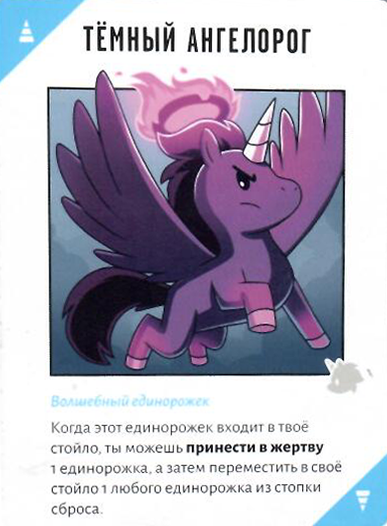 ТЁМНЫЙ АНГЕЛОРОГ
Волшебный единорожек
Когда этот единорожек входит в твоё
стойло, ты можешь принести в жертву
1 единорожка, а затем переместить в своё
стойло 1 любого единорожка из стопки
сброса.